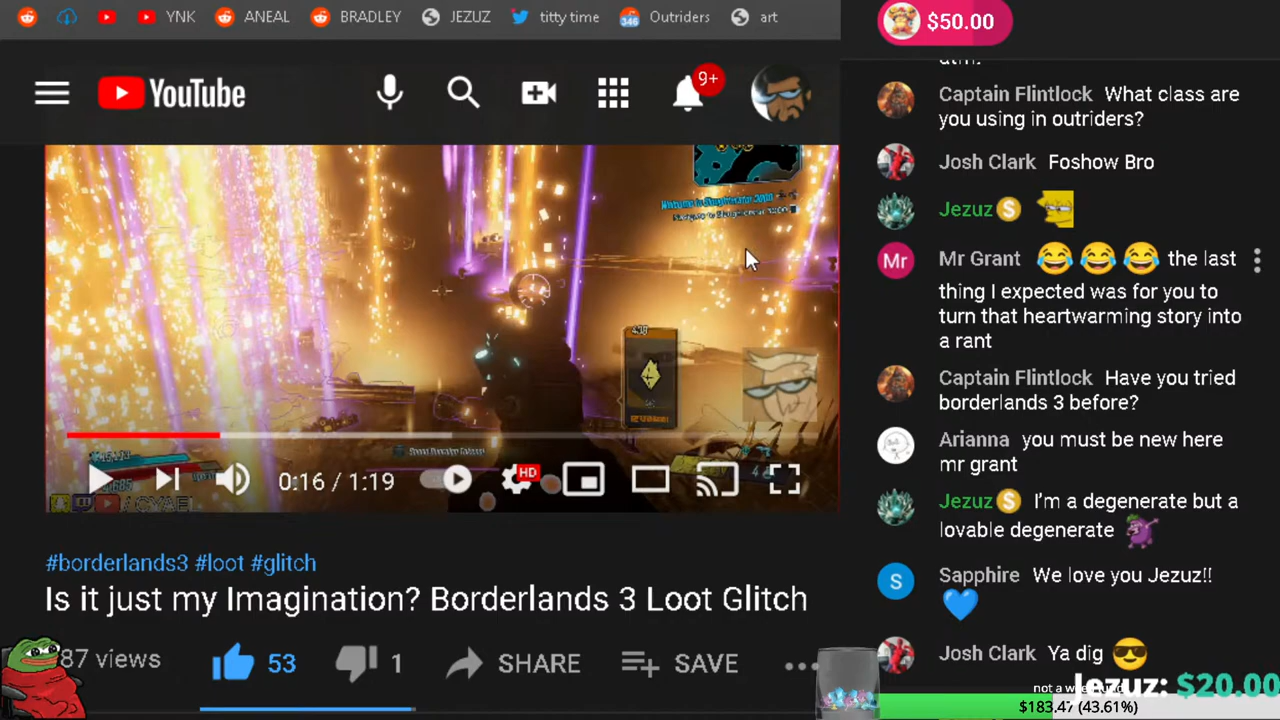 YNK ANEAL BRADLEY JEZUZ titty time 346 Outriders art
YouTube
9+
439
0:16 / 1:19
HD
#borderlands3 #loot #glitch
Is it just my Imagination? Borderlands 3 Loot Glitch
87 views
53
1
SHARE
SAVE
$50.00
Captain Flintlock What class are
you using in outriders?
Josh Clark Foshow Bro
Jezuz S
Mr
Mr Grant 😂 😂 😂 the last
thing I expected was for you to
turn that heartwarming story into
a rant
Captain Flintlock Have you tried
borderlands 3 before?
Arianna you must be new here
mr grant
Jezuz S I'm a degenerate but a
lovable degenerate
S
Sapphire We love you Jezuz!!
💙
Josh Clark Ya dig 😎
not a we
Jezuz: $20.00
$183.47 (43.61%)